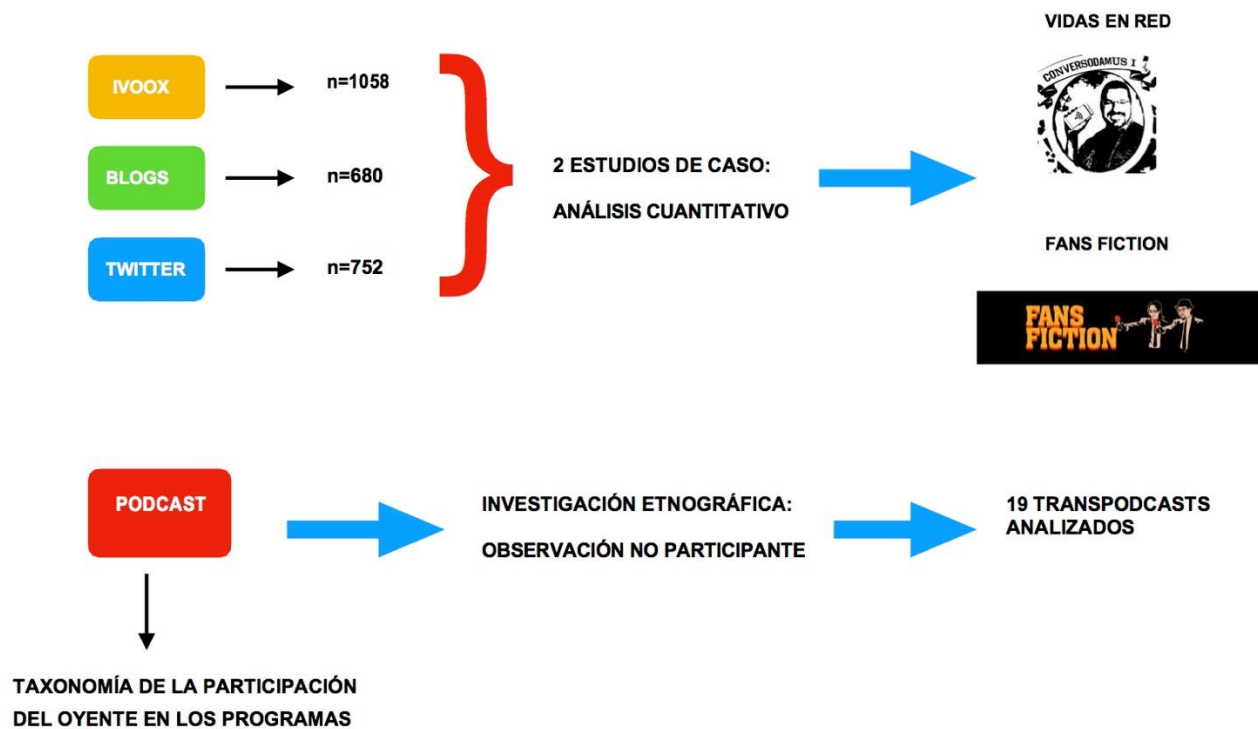 VIDAS EN RED
CONVERSODAMUS I
IVOOX
n=1058
BLOGS
n=680
TWITTER
n=752
2 ESTUDIOS DE CASO:
ANÁLISIS CUANTITATIVO
FANS FICTION
FANS
FICTION
PODCAST
INVESTIGACIÓN ETNOGRÁFICA:
OBSERVACIÓN NO PARTICIPANTE
19 TRANSPODCASTS
ANALIZADOS
TAXONOMÍA DE LA PARTICIPACIÓN
DEL OYENTE EN LOS PROGRAMAS